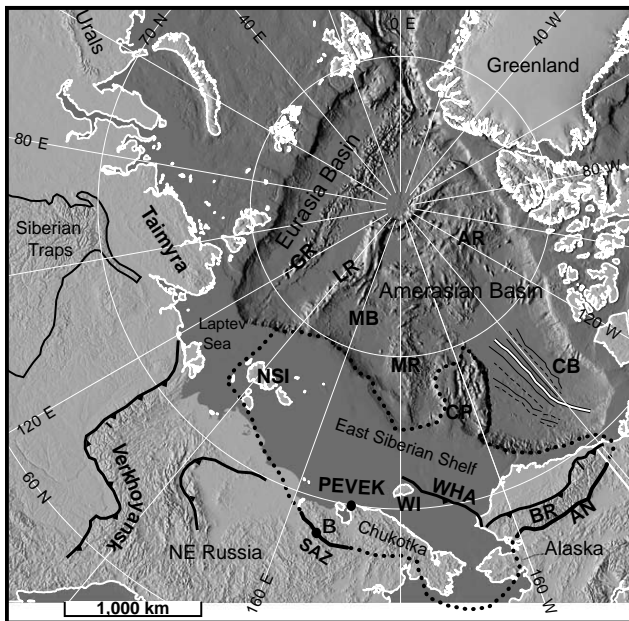 Urals
70 N
40 E
0 E
40 W
Greenland
80 E
80 W
Eurasia Basin
Siberian
Traps
Taimyra
GR
LR
AR
Amerasian Basin
Laptev
Sea
MB
120 W
NSI
MR
CB
CP
120 E
East Siberian Shelf
60 N
Verkhoyansk
PEVEK
WI
WHA
BR
AN
B
Chukotka
SAZ
NE Russia
Alaska
160 E
160 W
1,000 km